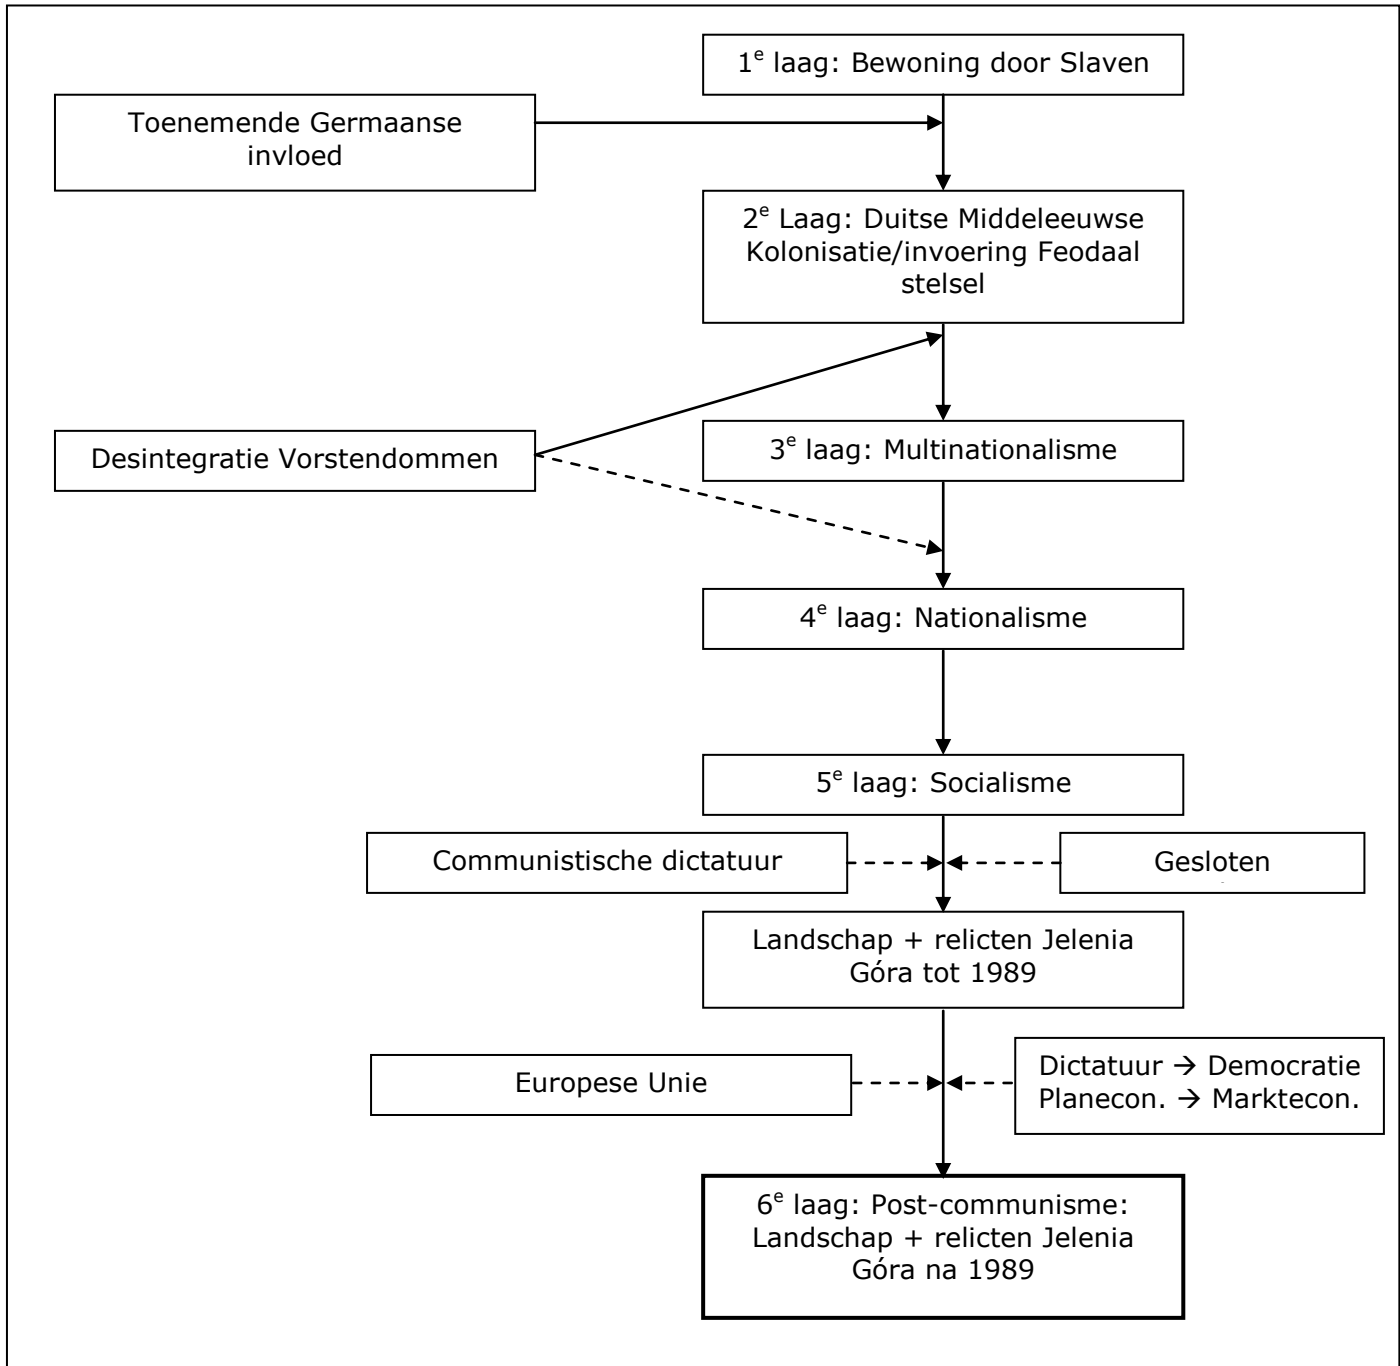 1e laag: Bewoning door Slaven
Toenemende Germaanse
invloed
2e Laag: Duitse Middeleeuwse
Kolonisatie/invoering Feodaal
stelsel
Desintegratie Vorstendommen
3e laag: Multinationalisme
4e laag: Nationalisme
5e laag: Socialisme
Communistische dictatuur
Gesloten
Landschap + relicten Jelenia
Góra tot 1989
Europese Unie
Dictatuur → Democratie
Planecon. → Marktecon.
6e laag: Post-communisme:
Landschap + relicten Jelenia
Góra na 1989